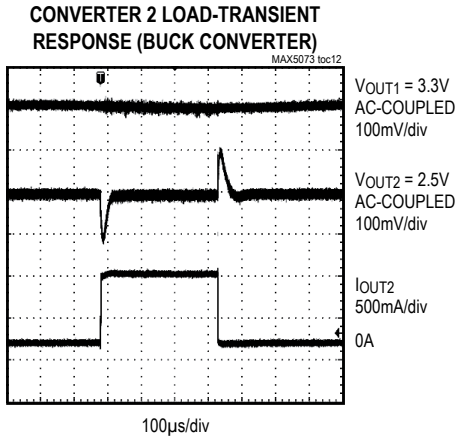 CONVERTER 2 LOAD-TRANSIENT
RESPONSE (BUCK CONVERTER)
MAX5073 toc12
T
VOUT1 = 3.3V
AC-COUPLED
100mV/div
VOUT2 = 2.5V
AC-COUPLED
100mV/div
IOUT2
500mA/div
0A
100µs/div